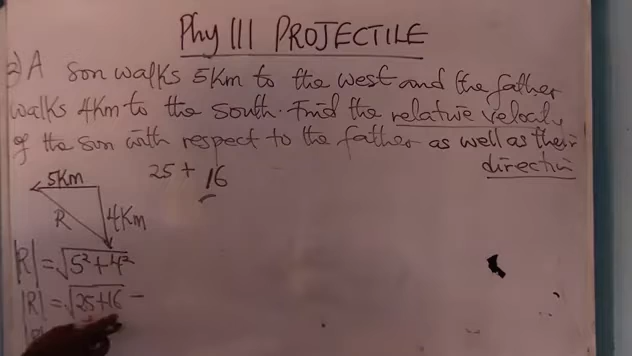 Phy 111 PROJECTILE
2) A son walks 5Km to the west and the father
walks 4Km to the south. Find the relative velocity
of the son with respect to the father as well as their
direction
25 + 16
5Km
R
4Km
|R| = √5² + 4²
|R| = √25 + 16